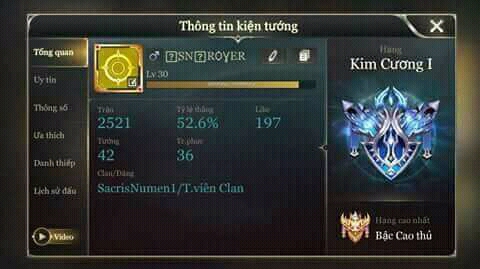 Thông tin kiện tướng
Tổng quan
Uy tín
Thông số
Ưa thích
Danh thiếp
Lịch sử đấu
Video
SN ROYER
Lv 30
Trận
2521
Tỷ lệ thắng
52.6%
Like
197
Tướng
42
Tr.phục
36
Clan/Đảng
SacrisNumen1/T.viên Clan
Hạng
Kim Cương I
Hạng cao nhất
Bậc Cao thủ